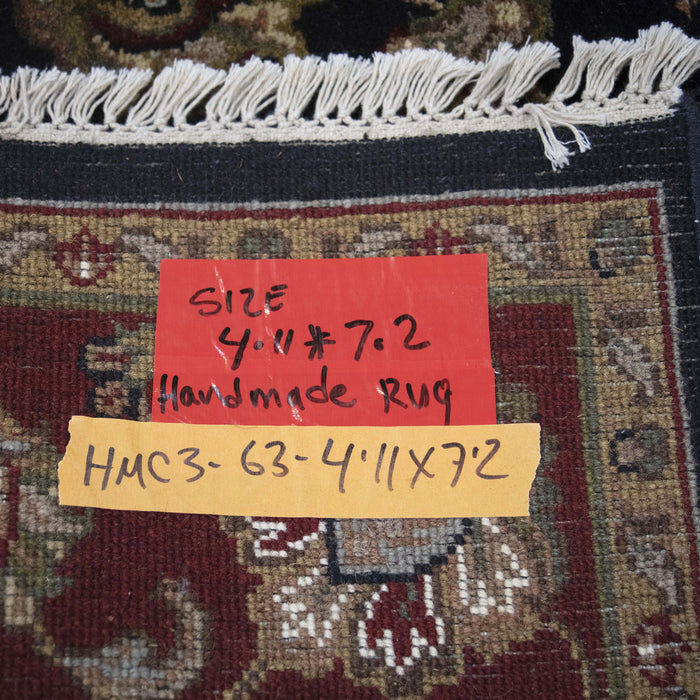 SIZE
4.11 * 7.2
Handmade Rug
HMC3-63-4'11X7'2